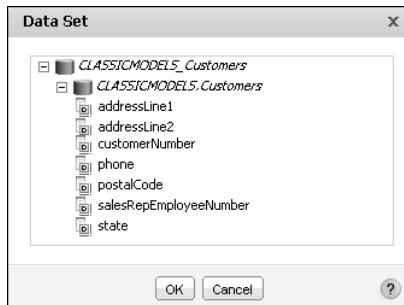 Data Set x
CLASSICMODELS_Customers
CLASSICMODELS.Customers
addressLine1
addressLine2
customerNumber
phone
postalCode
salesRepEmployeeNumber
state
OK Cancel ?